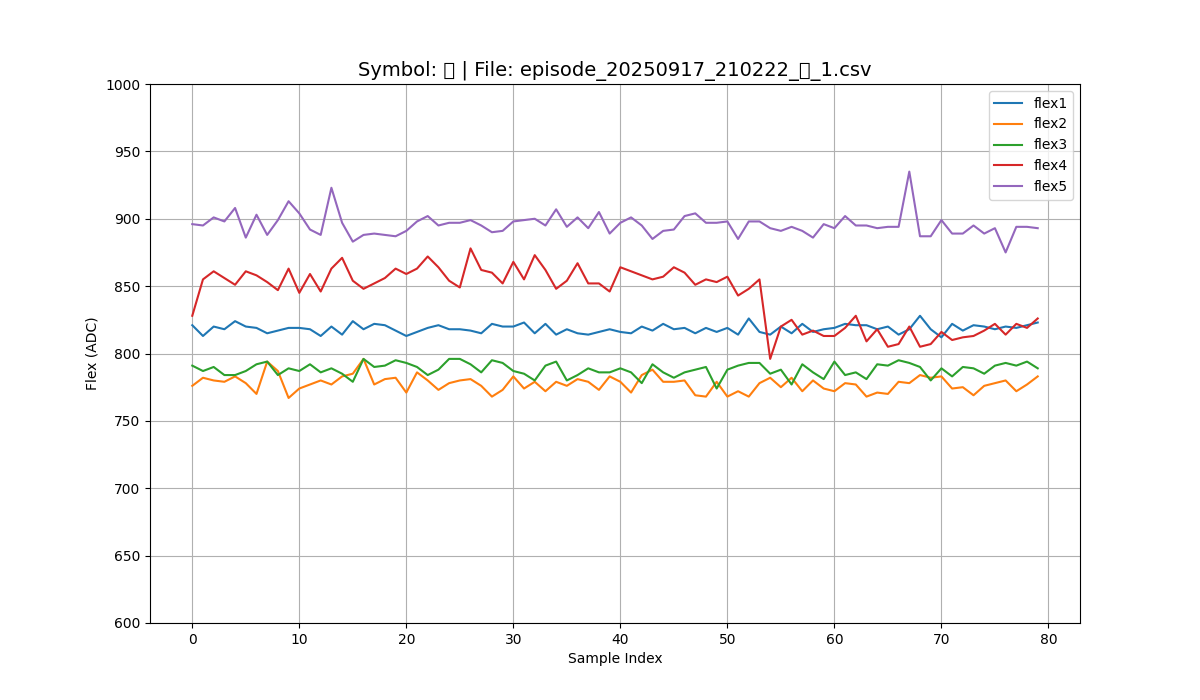 Symbol: | File: episode_20250917_210222_ _1.csv
1000
950
900
850
800
750
700
650
600
Flex (ADC)
flex1
flex2
flex3
flex4
flex5
0 10 20 30 40 50 60 70 80
Sample Index